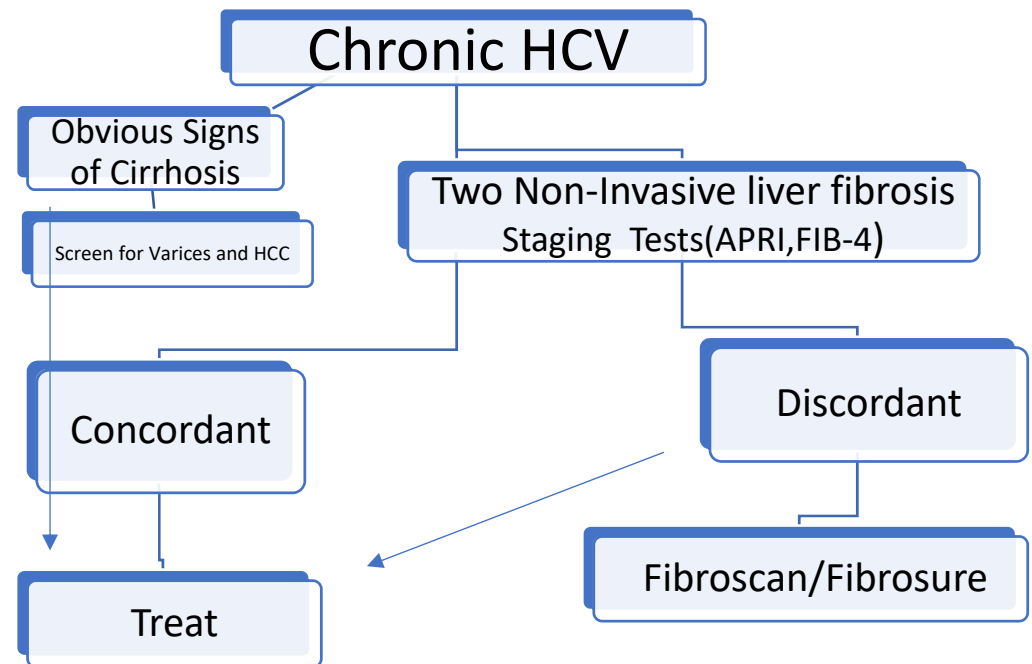 Chronic HCV
Obvious Signs
of Cirrhosis
Screen for Varices and HCC
Two Non-Invasive liver fibrosis
Staging Tests(APRI,FIB-4)
Concordant
Discordant
Treat
Fibroscan/Fibrosure